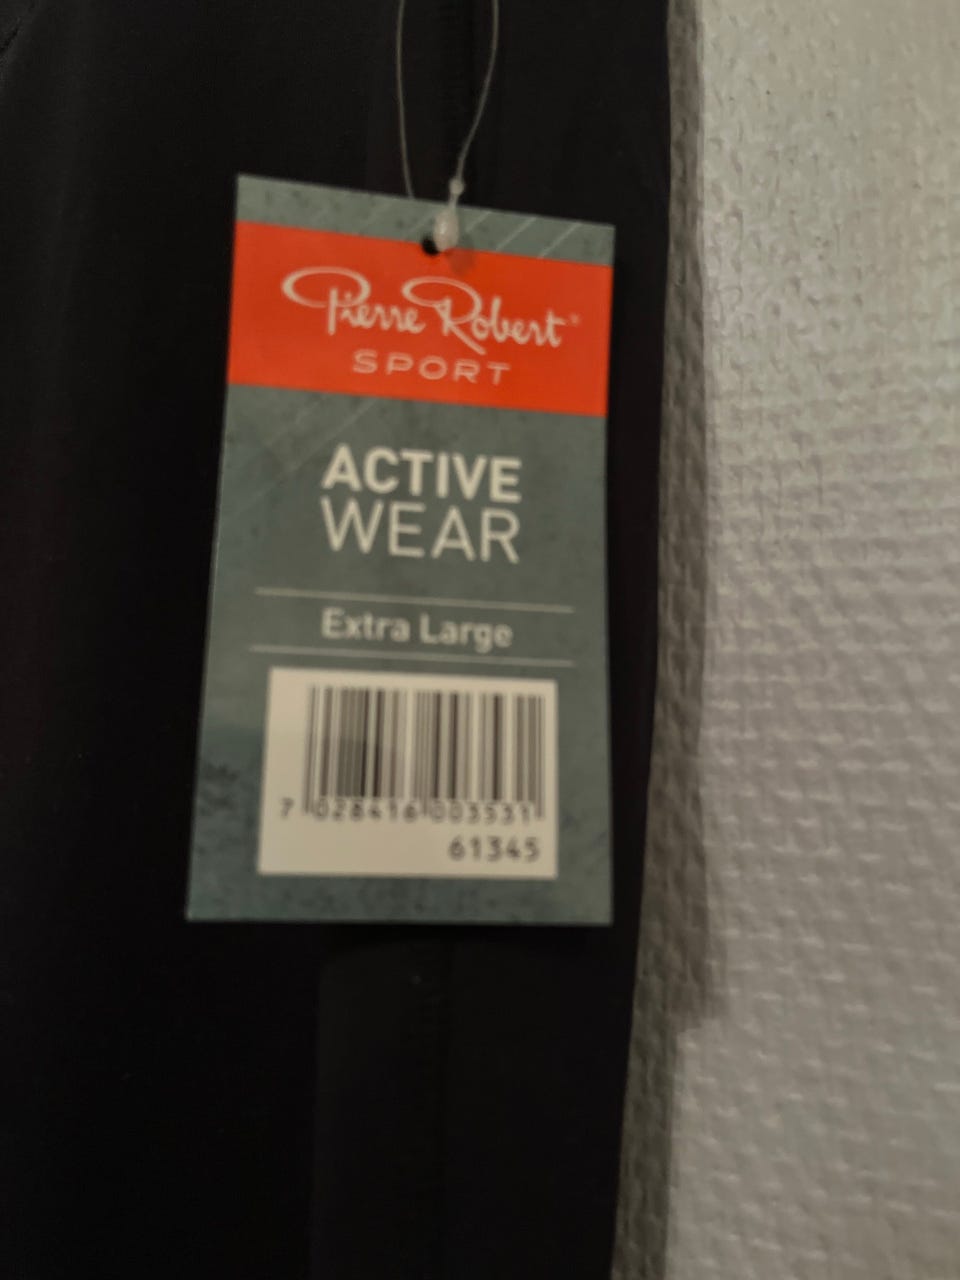 Pierre Robert
SPORT
ACTIVE
WEAR
Extra Large
7 028416 003531
61345